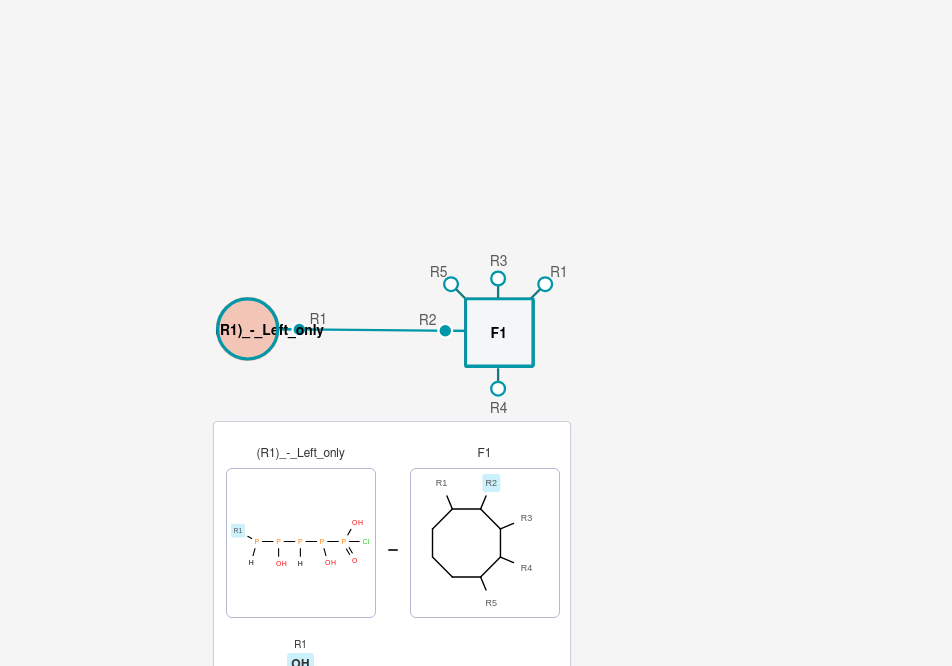 R3
R5
R1
R1
R2
R1)_-_Left_only
F1
R4
(R1)_-_Left_only
F1
R1
R2
R3
R4
R5
R1
OH
P
P
P
P
P
Cl
H
OH
H
OH
O
R1
OH